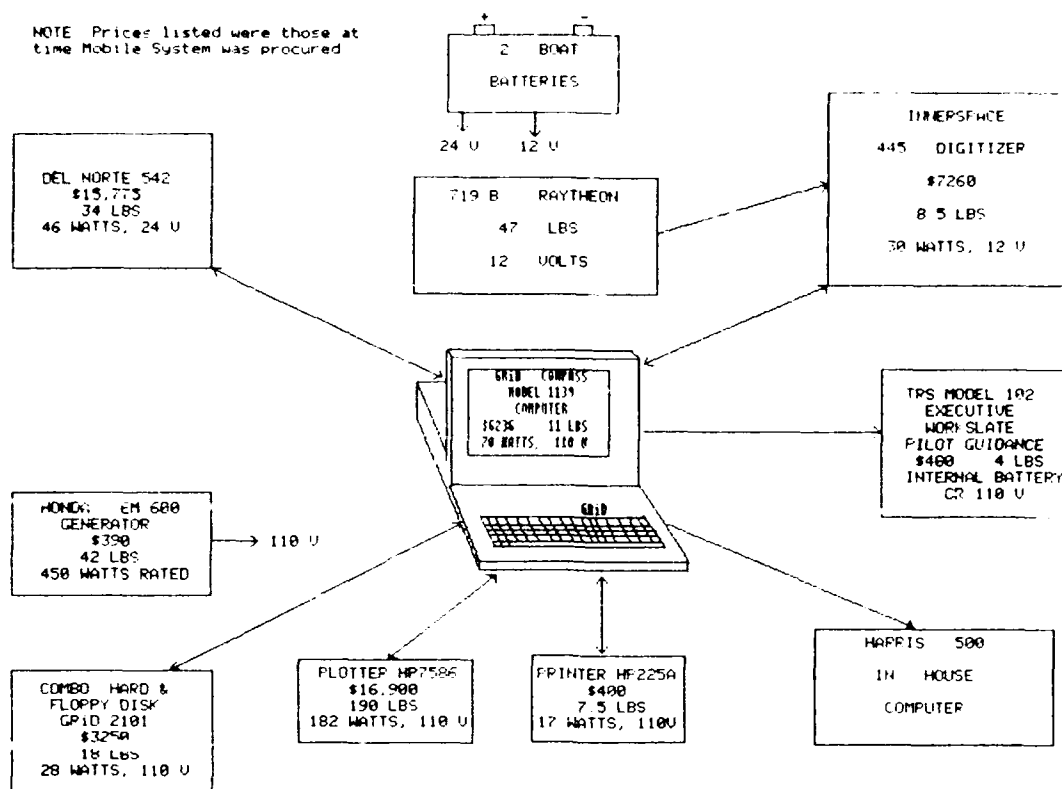 NOTE Prices listed were those at
time Mobile System was procured
+ -
2 BOAT
BATTERIES
24 V 12 V
DEL NORTE 542
$15,775
34 LBS
46 WATTS, 24 V
719 B RAYTHEON
47 LBS
12 VOLTS
INNERSPACE
445 DIGITIZER
$7260
8 5 LBS
30 WATTS, 12 V
GRiD COMPASS
MODEL 1139
COMPUTER
$6236 11 LBS
70 WATTS, 110 V
GRiD
TRS MODEL 102
EXECUTIVE
WORKSLATE
PILOT GUIDANCE
$400 4 LBS
INTERNAL BATTERY
OR 110 V
HONDA EM 600
GENERATOR
$390
42 LBS
450 WATTS RATED
110 V
COMBO HARD &
FLOPPY DISK
GRiD 2101
$3250
18 LBS
28 WATTS, 110 V
PLOTTER HP7586
$16,900
190 LBS
182 WATTS, 110 V
PRINTER HP225A
$400
7.5 LBS
17 WATTS, 110V
HARRIS 500
IN HOUSE
COMPUTER